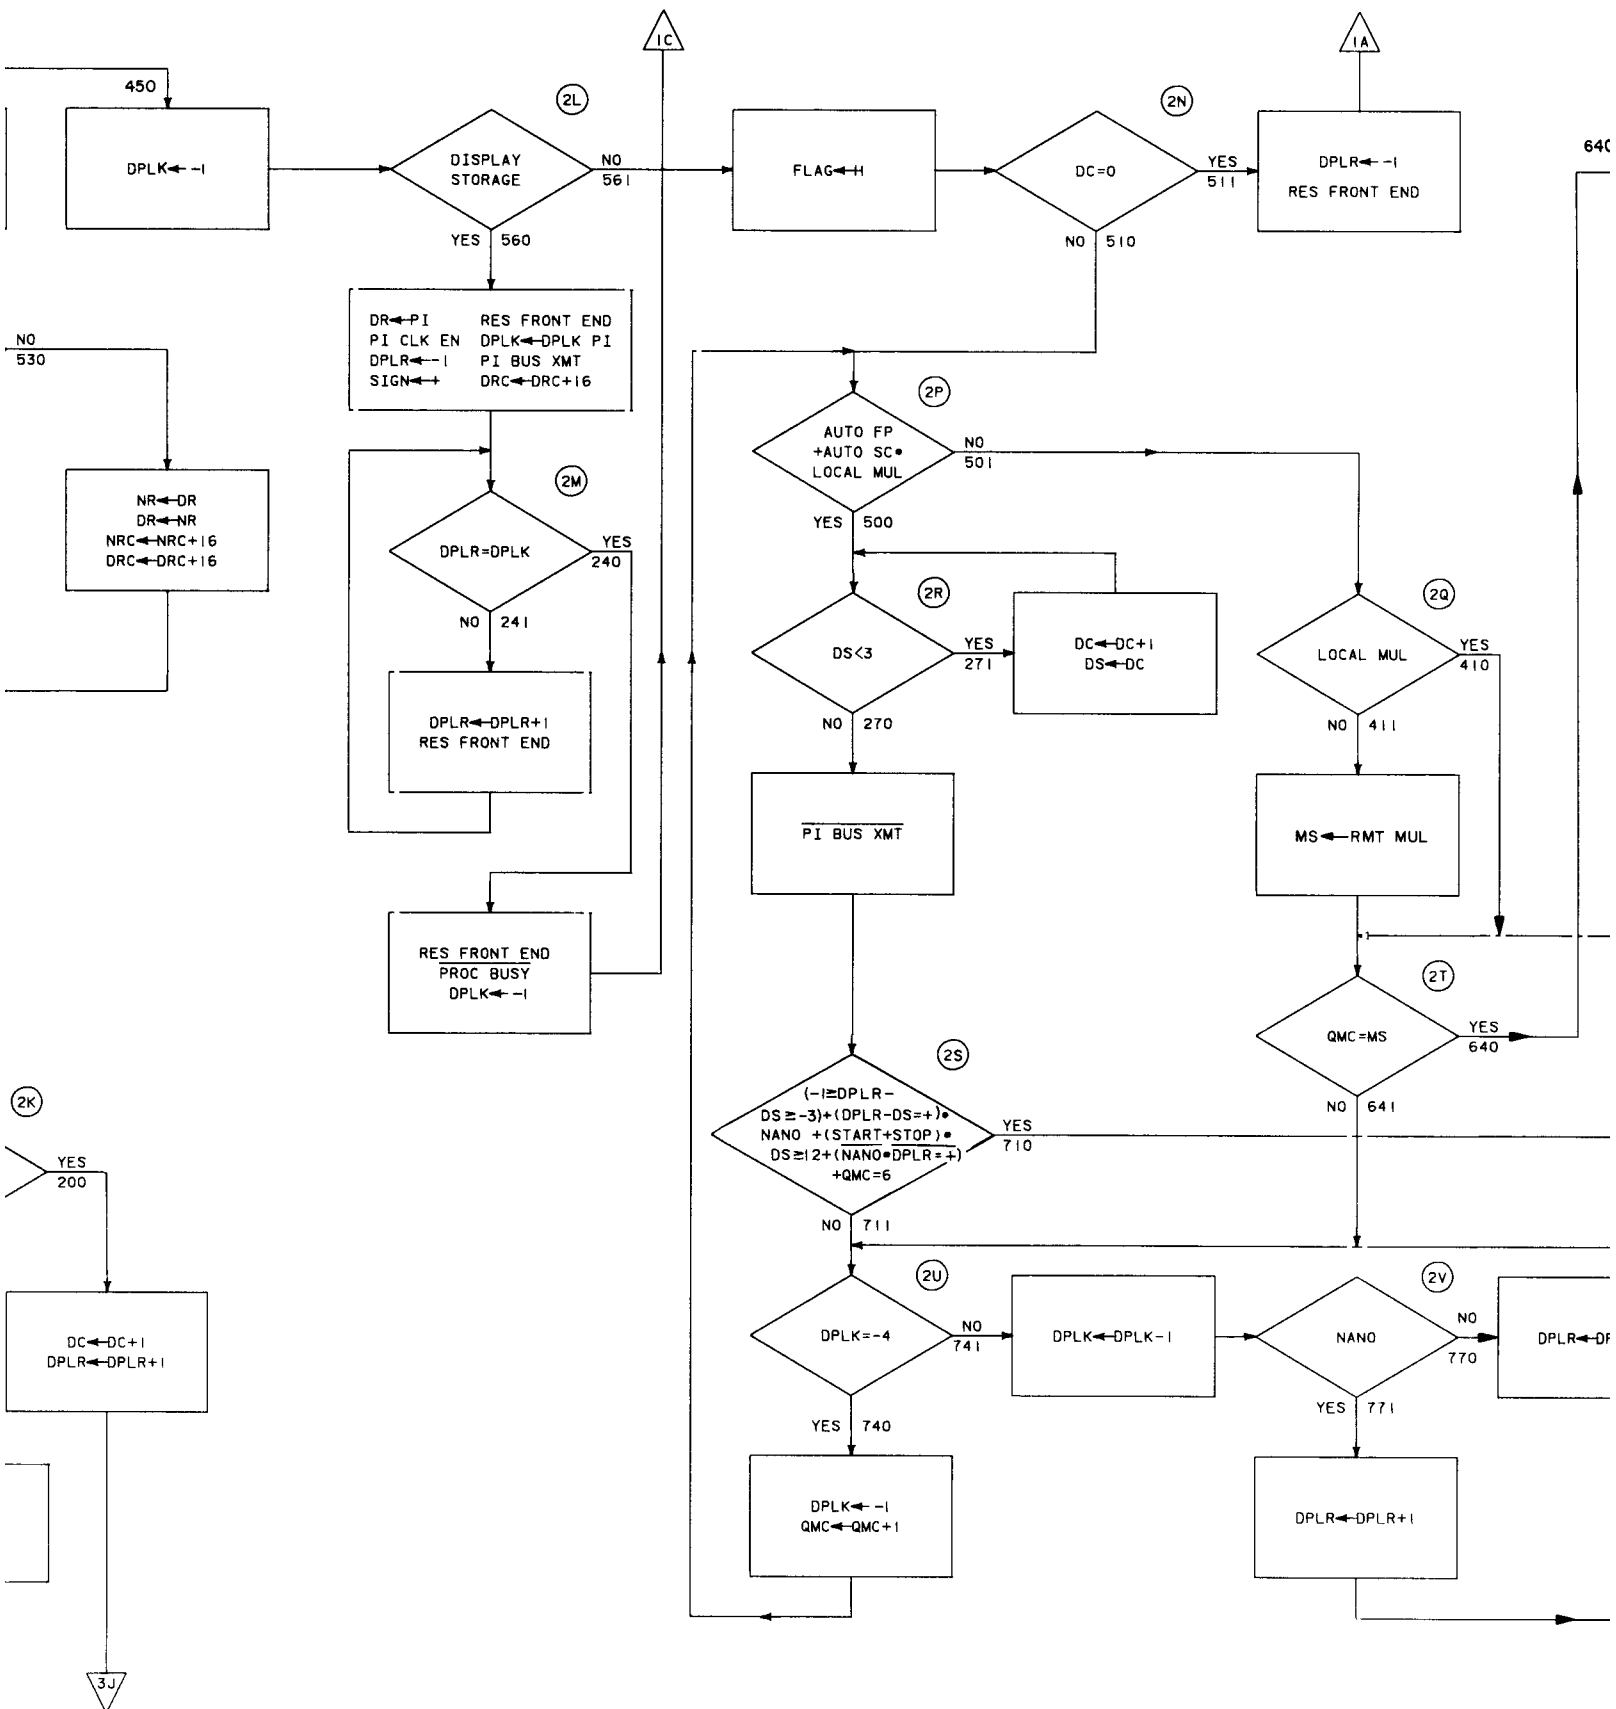 1C
1A
450
2L
2N
640
DPLK←-1
DISPLAY
STORAGE
NO
561
FLAG←H
DC=0
YES
511
DPLR←-1
RES FRONT END
YES 560
NO 510
DR←PI RES FRONT END
PI CLK EN DPLK←DPLK PI
DPLR←-1 PI BUS XMT
SIGN←+ DRC←DRC+16
NO
530
2P
AUTO FP
+AUTO SC•
LOCAL MUL
NO
501
YES 500
NR←DR
DR←NR
NRC←NRC+16
DRC←DRC+16
2M
DPLR=DPLK
YES
240
NO 241
2R
DS<3
YES
271
NO 270
DC←DC+1
DS←DC
2Q
LOCAL MUL
YES
410
NO 411
DPLR←DPLR+1
RES FRONT END
PI BUS XMT
MS←RMT MUL
RES FRONT END
PROC BUSY
DPLK←-1
2T
QMC=MS
YES
640
NO 641
2S
(-1≥DPLR-
DS≥-3)+(DPLR-DS=+)•
NANO +(START+STOP)•
DS≥12+(NANO•DPLR=+)
+QMC=6
YES
710
NO 711
2K
YES
200
DC←DC+1
DPLR←DPLR+1
2U
DPLK=-4
NO
741
YES 740
DPLK←DPLK-1
2V
NANO
NO
770
YES 771
DPLR←DP
DPLK←-1
QMC←QMC+1
DPLR←DPLR+1
3J